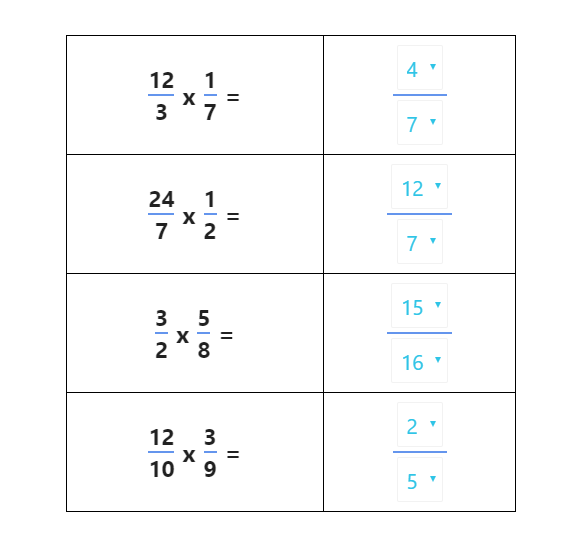 12/3 x 1/7 = 4/7
24/7 x 1/2 = 12/7
3/2 x 5/8 = 15/16
12/10 x 3/9 = 2/5